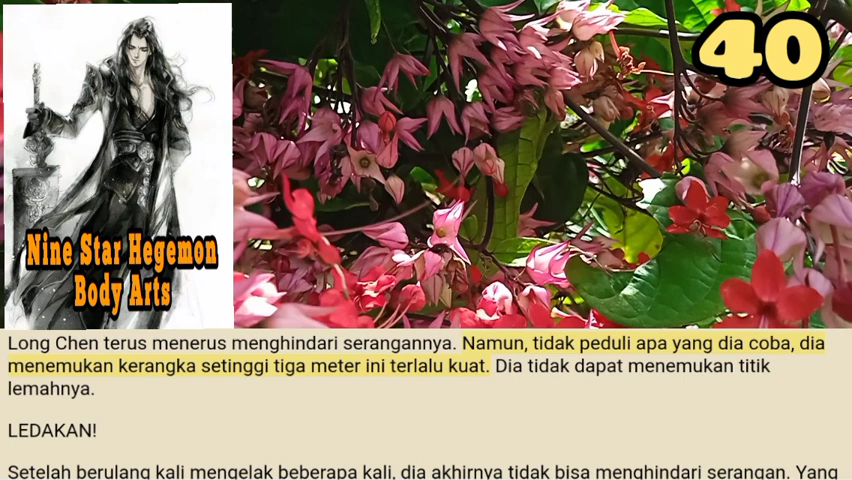 40
Nine Star Hegemon
Body Arts
Long Chen terus menerus menghindari serangannya. Namun, tidak peduli apa yang dia coba, dia
menemukan kerangka setinggi tiga meter ini terlalu kuat. Dia tidak dapat menemukan titik
lemahnya.
LEDAKAN!
Setelah berulang kali mengelak beberapa kali, dia akhirnya tidak bisa menghindari serangan. Yang